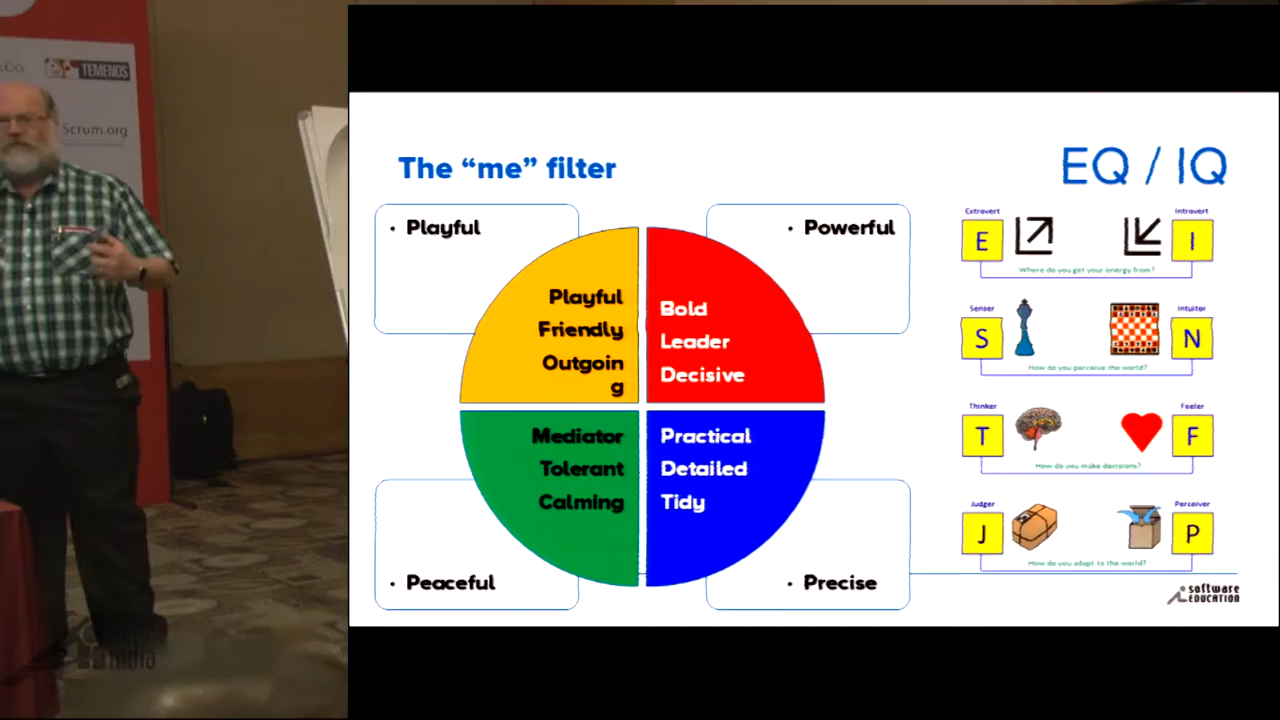 TEMENOS
Scrum.org
The “me” filter
EQ / IQ
• Playful
• Powerful
Playful
Friendly
Outgoin
g
Bold
Leader
Decisive
Mediator
Tolerant
Calming
Practical
Detailed
Tidy
• Peaceful
• Precise
Extrovert
Introvert
E
I
Where do you get your energy from?
Senser
Intuitor
S
N
How do you perceive the world?
Thinker
Feeler
T
F
How do you make decisions?
Judger
Perceiver
J
P
How do you adapt to the world?
software
EDUCATION
India